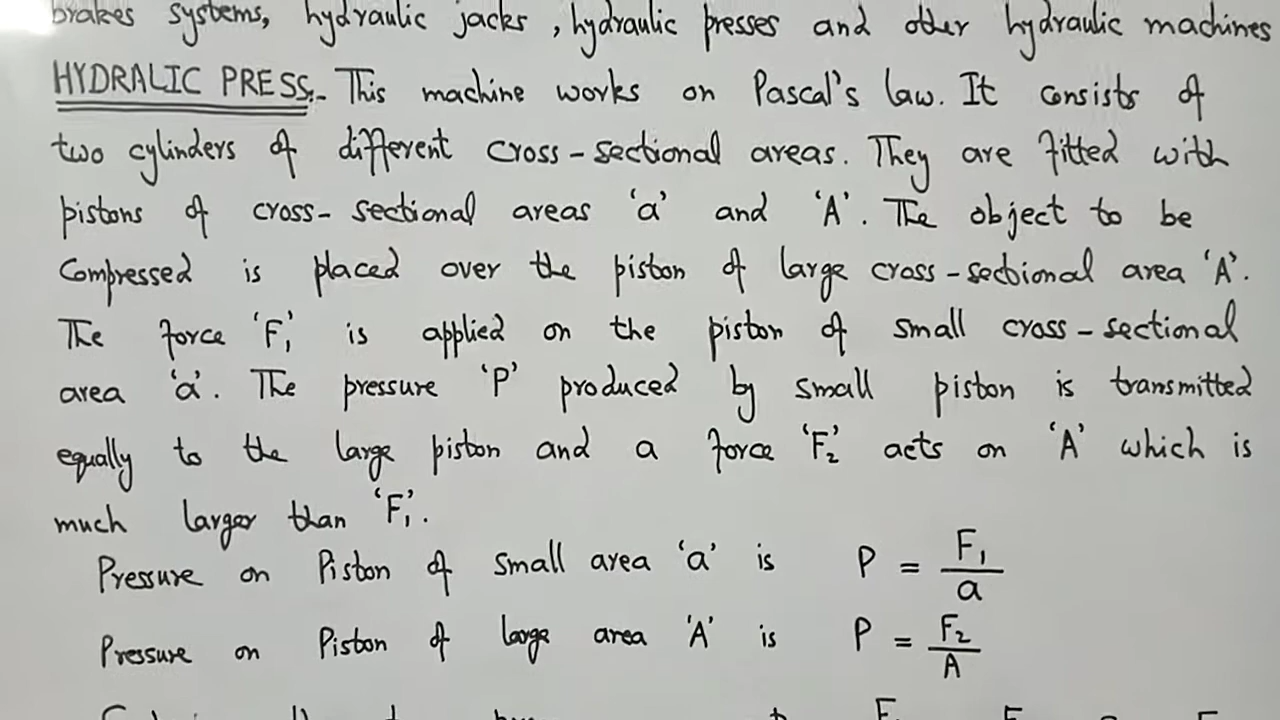 brakes systems, hydraulic jacks, hydraulic presses and other hydraulic machines
HYDRALIC PRESS:- This machine works on Pascal's law. It consists of
two cylinders of different cross-sectional areas. They are fitted with
pistons of cross-sectional areas 'a' and 'A'. The object to be
Compressed is placed over the piston of large cross-sectional area 'A'.
The force 'F₁' is applied on the piston of small cross-sectional
area 'a'. The pressure 'P' produced by small piston is transmitted
equally to the large piston and a force 'F₂' acts on 'A' which is
much larger than 'F₁'.
Pressure on Piston of small area 'a' is P = F₁/a
Pressure on Piston of large area 'A' is P = F₂/A